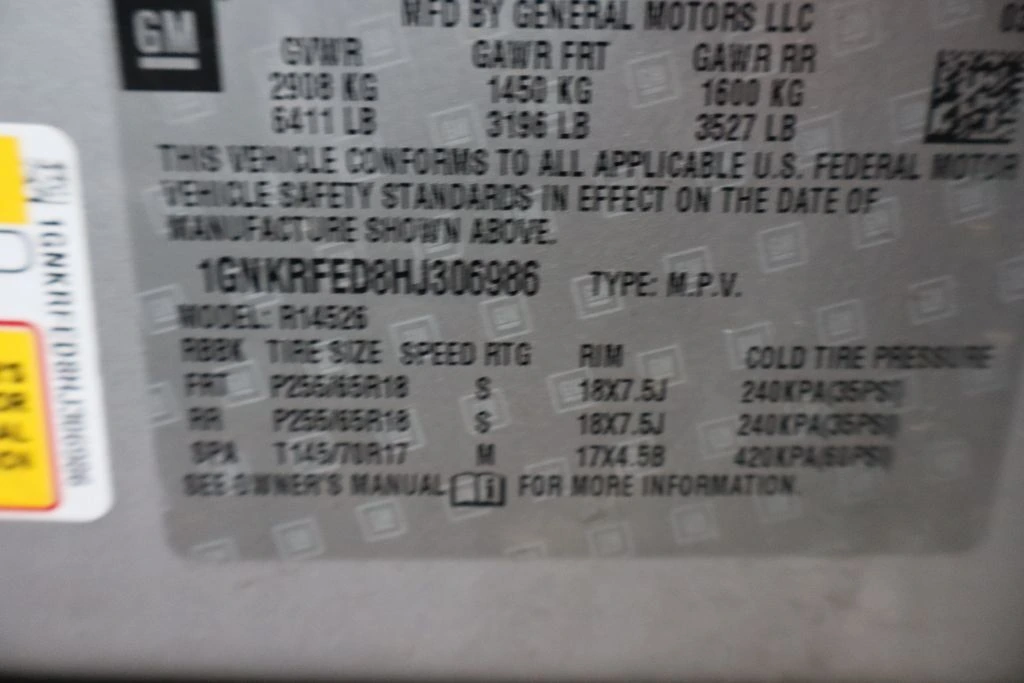 GM
MFD BY GENERAL MOTORS LLC 03
GVWR GAWR FRT GAWR RR
2908 KG 1450 KG 1600 KG
6411 LB 3196 LB 3527 LB
THIS VEHICLE CONFORMS TO ALL APPLICABLE U.S. FEDERAL MOTOR
VEHICLE SAFETY STANDARDS IN EFFECT ON THE DATE OF
MANUFACTURE SHOWN ABOVE.
1GNKRFED8HJ306986 TYPE: M.P.V.
MODEL: R14526
RBBK TIRE SIZE SPEED RTG RIM COLD TIRE PRESSURE
FRT P255/65R18 S 18X7.5J 240KPA(35PSI)
RR P255/65R18 S 18X7.5J 240KPA(35PSI)
SPA T145/70R17 M 17X4.5B 420KPA(60PSI)
SEE OWNER'S MANUAL FOR MORE INFORMATION.
1GNKRFED8HJ306986